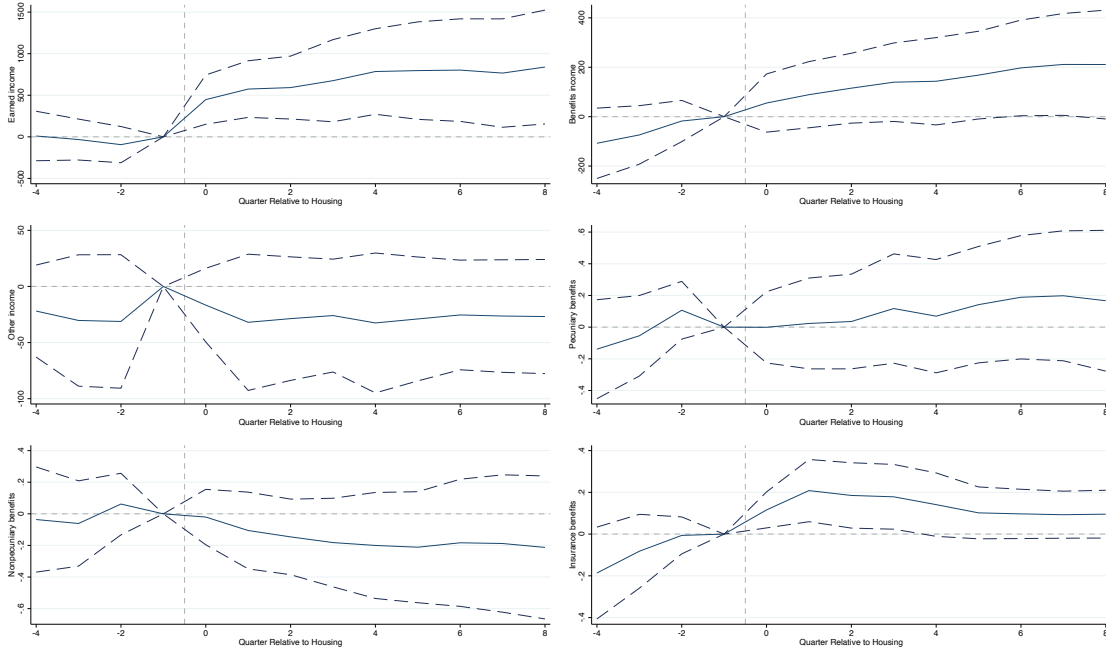 Earned income
1500
1000
500
0
-500
-4 -2 0 2 4 6 8
Quarter Relative to Housing
Benefits income
400
200
0
-200
-4 -2 0 2 4 6 8
Quarter Relative to Housing
Other income
50
0
-50
-100
-4 -2 0 2 4 6 8
Quarter Relative to Housing
Pecuniary benefits
.6
.4
.2
0
-.2
-.4
-4 -2 0 2 4 6 8
Quarter Relative to Housing
Nonpecuniary benefits
.4
.2
0
-.2
-.4
-.6
-4 -2 0 2 4 6 8
Quarter Relative to Housing
Insurance benefits
.4
.2
0
-.2
-.4
-4 -2 0 2 4 6 8
Quarter Relative to Housing